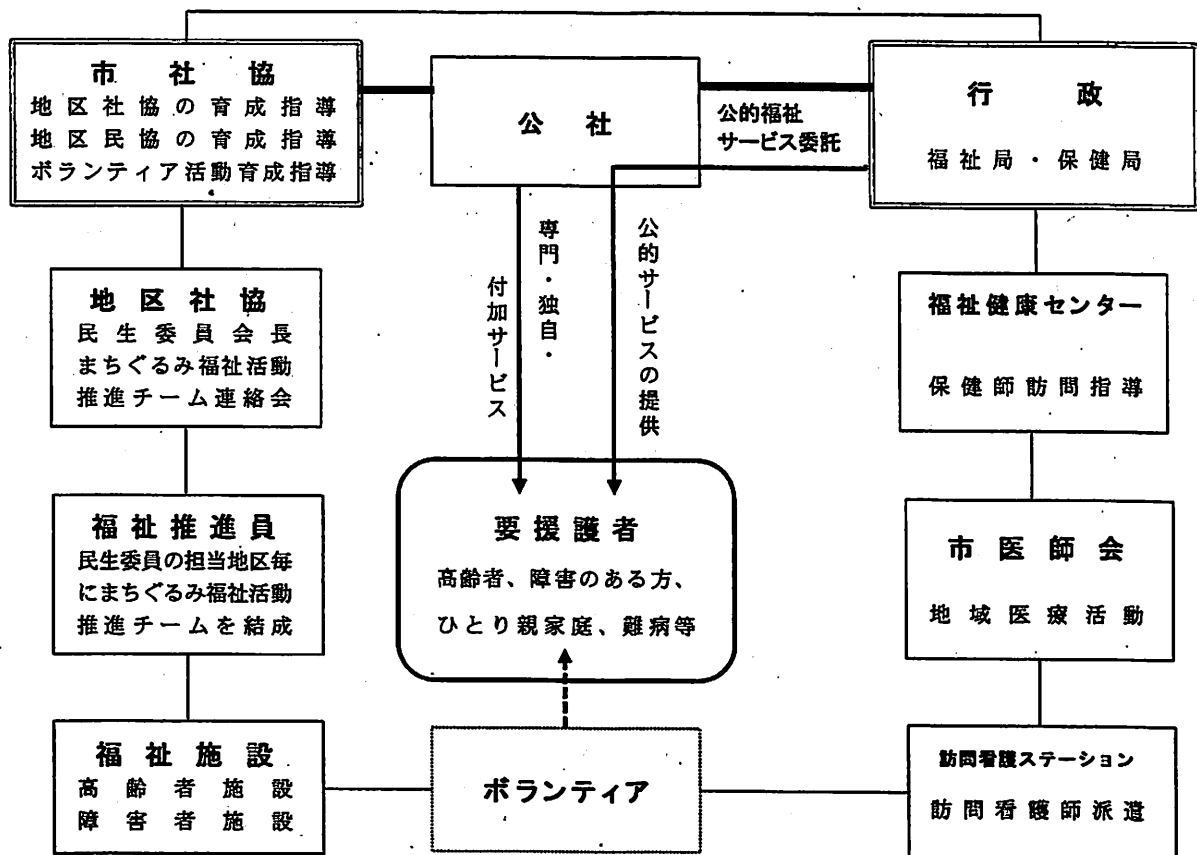 市社協
地区社協の育成指導
地区民協の育成指導
ボランティア活動育成指導
公社
公的福祉
サービス委託
行政
福祉局・保健局
専門・独自・
付加サービス
公的サービスの提供
地区社協
民生委員会長
まちぐるみ福祉活動
推進チーム連絡会
福祉健康センター
保健師訪問指導
福祉推進員
民生委員の担当地区毎
にまちぐるみ福祉活動
推進チームを結成
要援護者
高齢者、障害のある方、
ひとり親家庭、難病等
市医師会
地域医療活動
福祉施設
高齢者施設
障害者施設
ボランティア
訪問看護ステーション
訪問看護師派遣